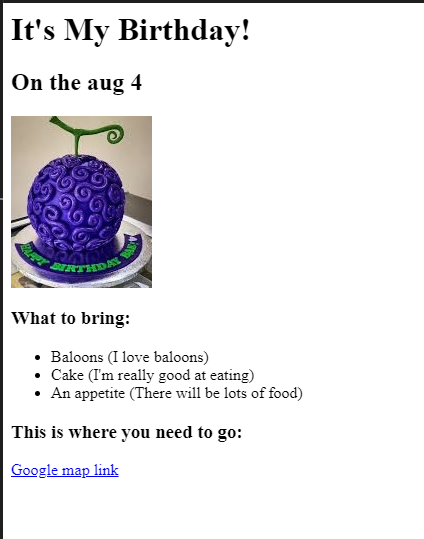 It's My Birthday!
On the aug 4
HAPPY BIRTHDAY
What to bring:
Baloons (I love baloons)
Cake (I'm really good at eating)
An appetite (There will be lots of food)
This is where you need to go:
Google map link